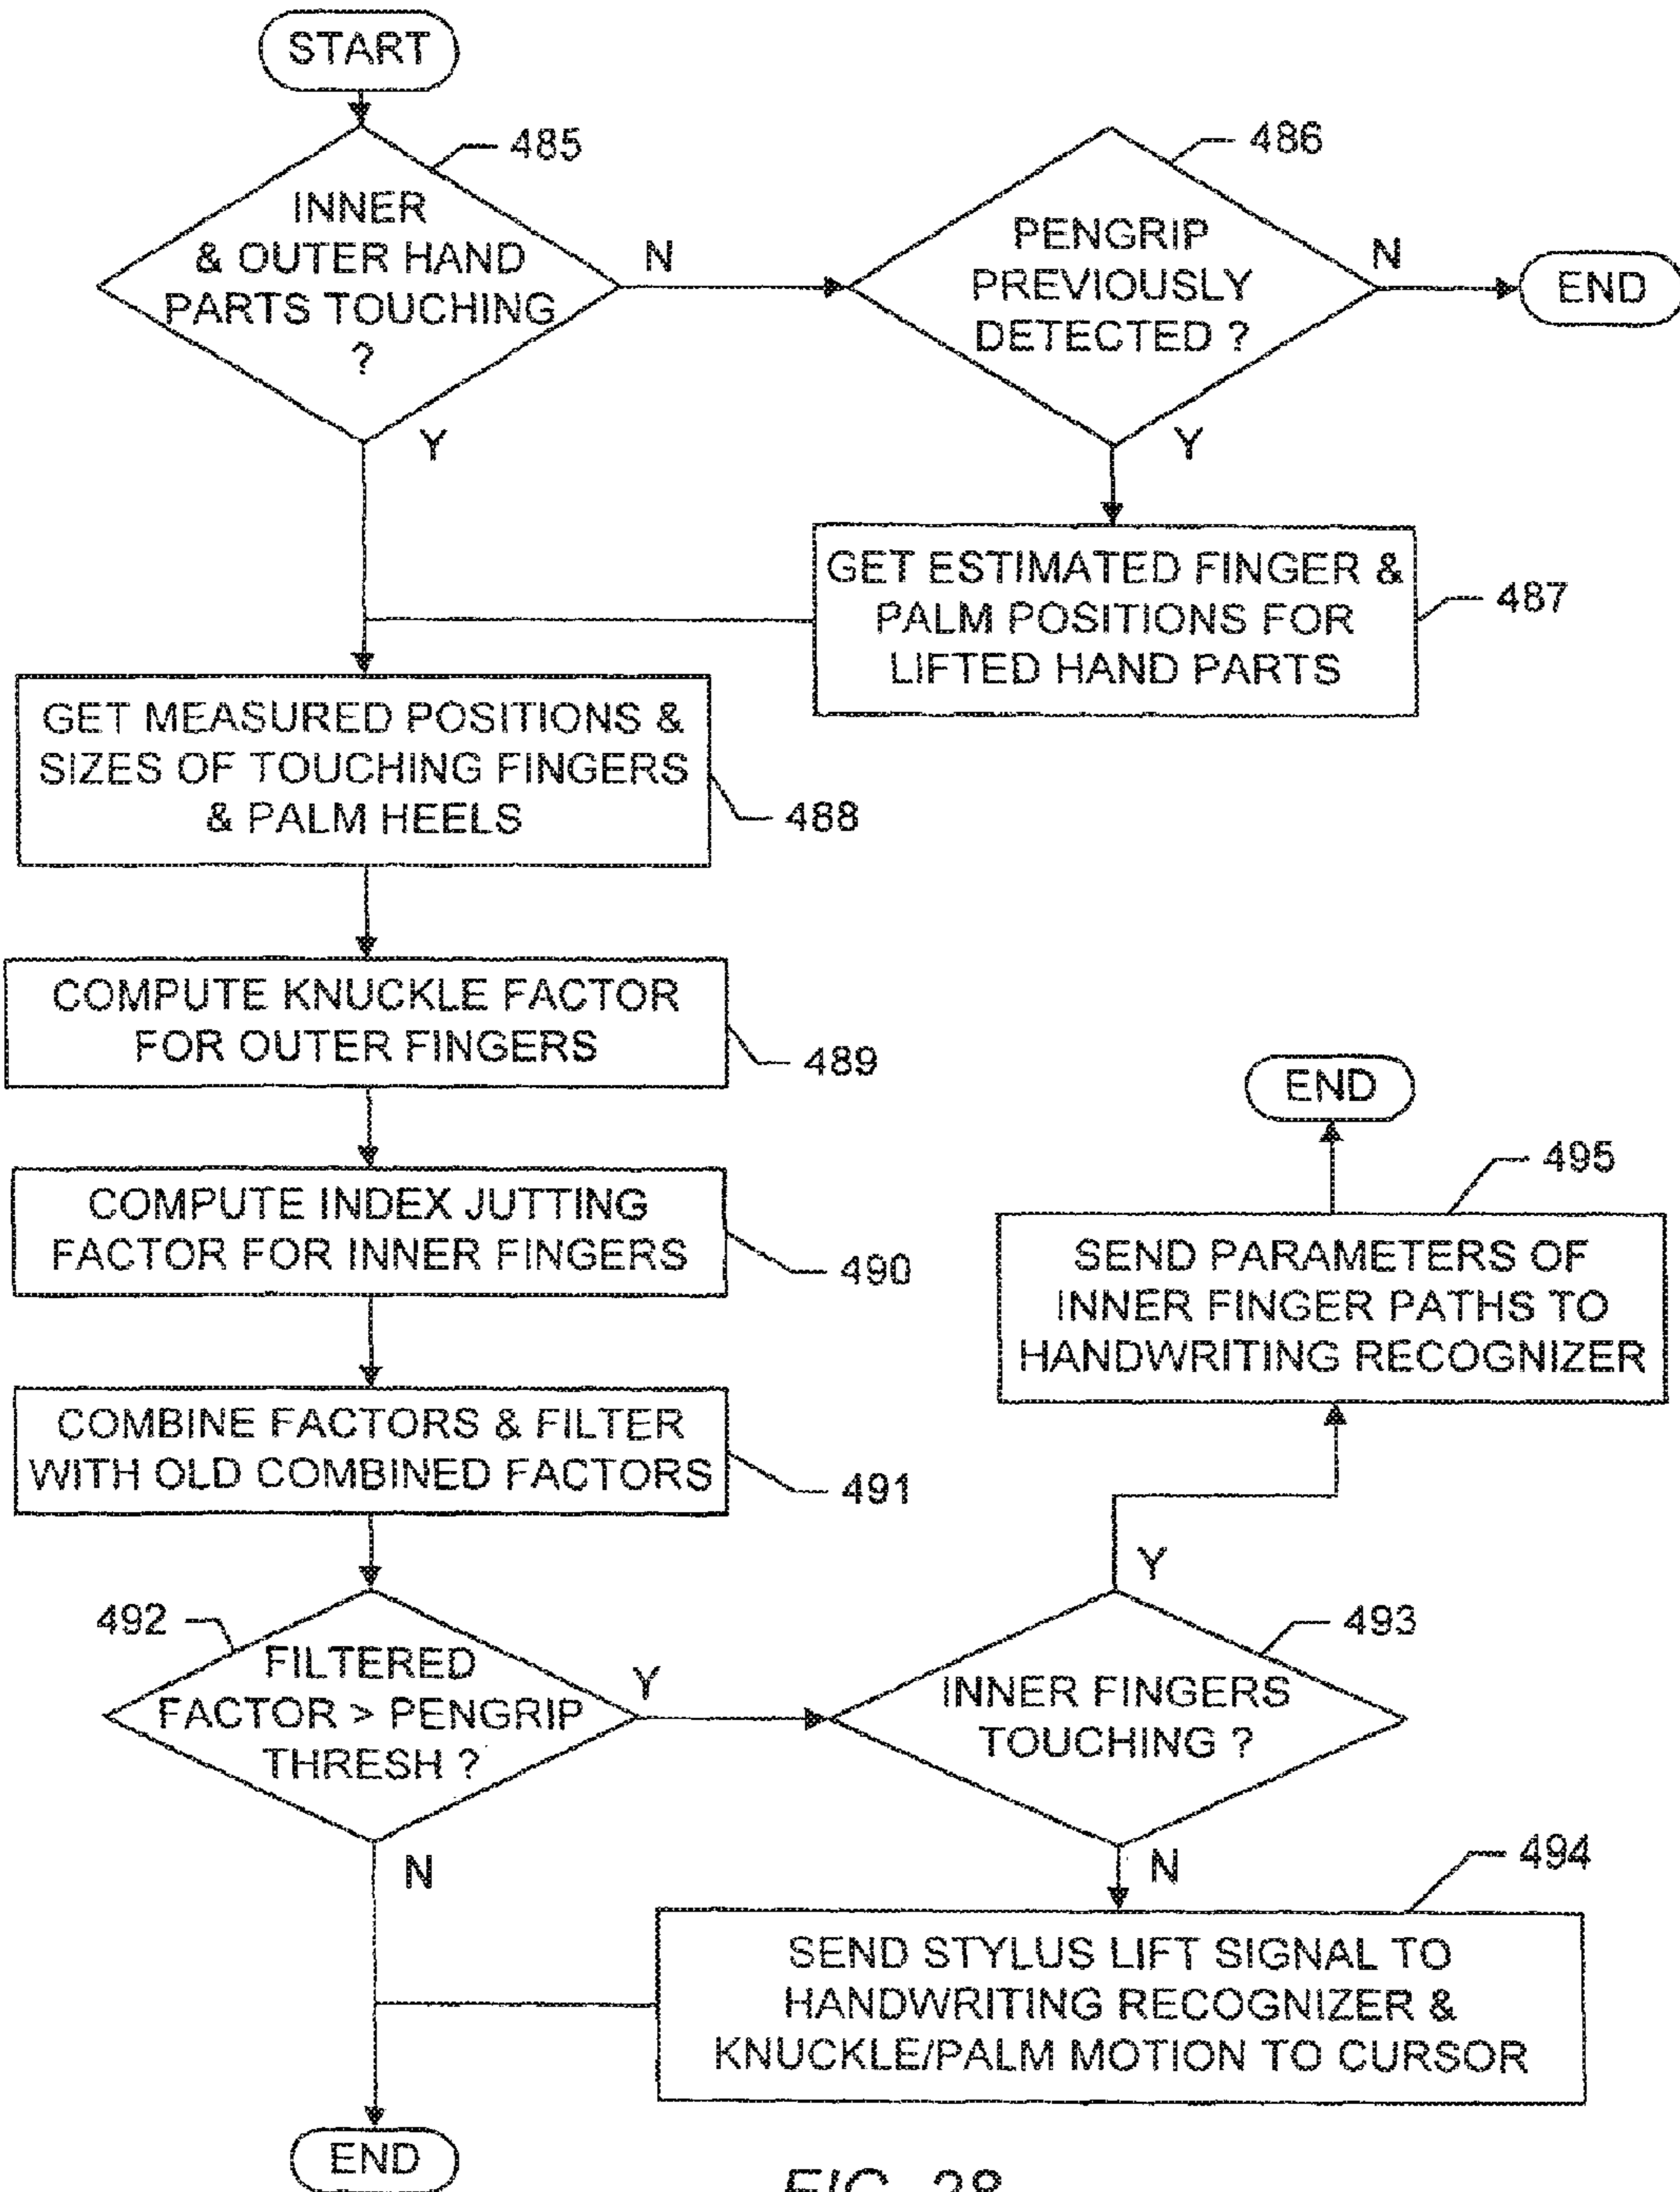 START
485
INNER
& OUTER HAND
PARTS TOUCHING
?
N
Y
486
PENGRIP
PREVIOUSLY
DETECTED ?
N
END
Y
GET ESTIMATED FINGER &
PALM POSITIONS FOR
LIFTED HAND PARTS
487
GET MEASURED POSITIONS &
SIZES OF TOUCHING FINGERS
& PALM HEELS
488
COMPUTE KNUCKLE FACTOR
FOR OUTER FINGERS
489
COMPUTE INDEX JUTTING
FACTOR FOR INNER FINGERS
490
COMBINE FACTORS & FILTER
WITH OLD COMBINED FACTORS
491
492
FILTERED
FACTOR > PENGRIP
THRESH ?
Y
N
END
495
SEND PARAMETERS OF
INNER FINGER PATHS TO
HANDWRITING RECOGNIZER
Y
493
INNER FINGERS
TOUCHING ?
N
494
SEND STYLUS LIFT SIGNAL TO
HANDWRITING RECOGNIZER &
KNUCKLE/PALM MOTION TO CURSOR
END
FIG. 28